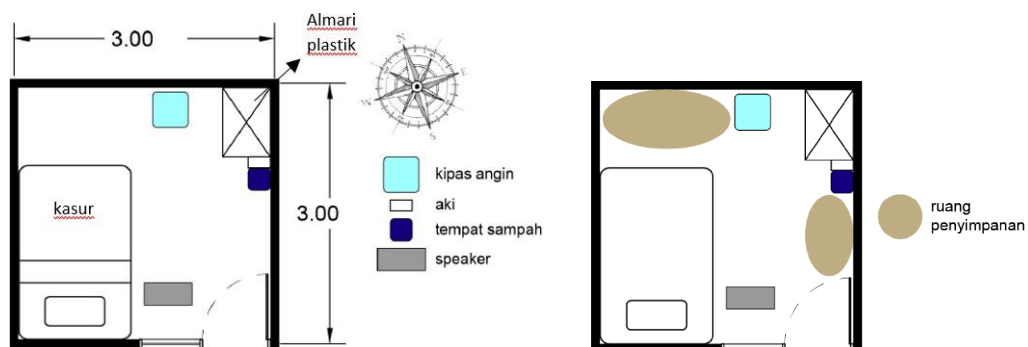 3.00
Almari
plastik
N
E
S
W
kasur
3.00
kipas angin
aki
tempat sampah
speaker
ruang
penyimpanan